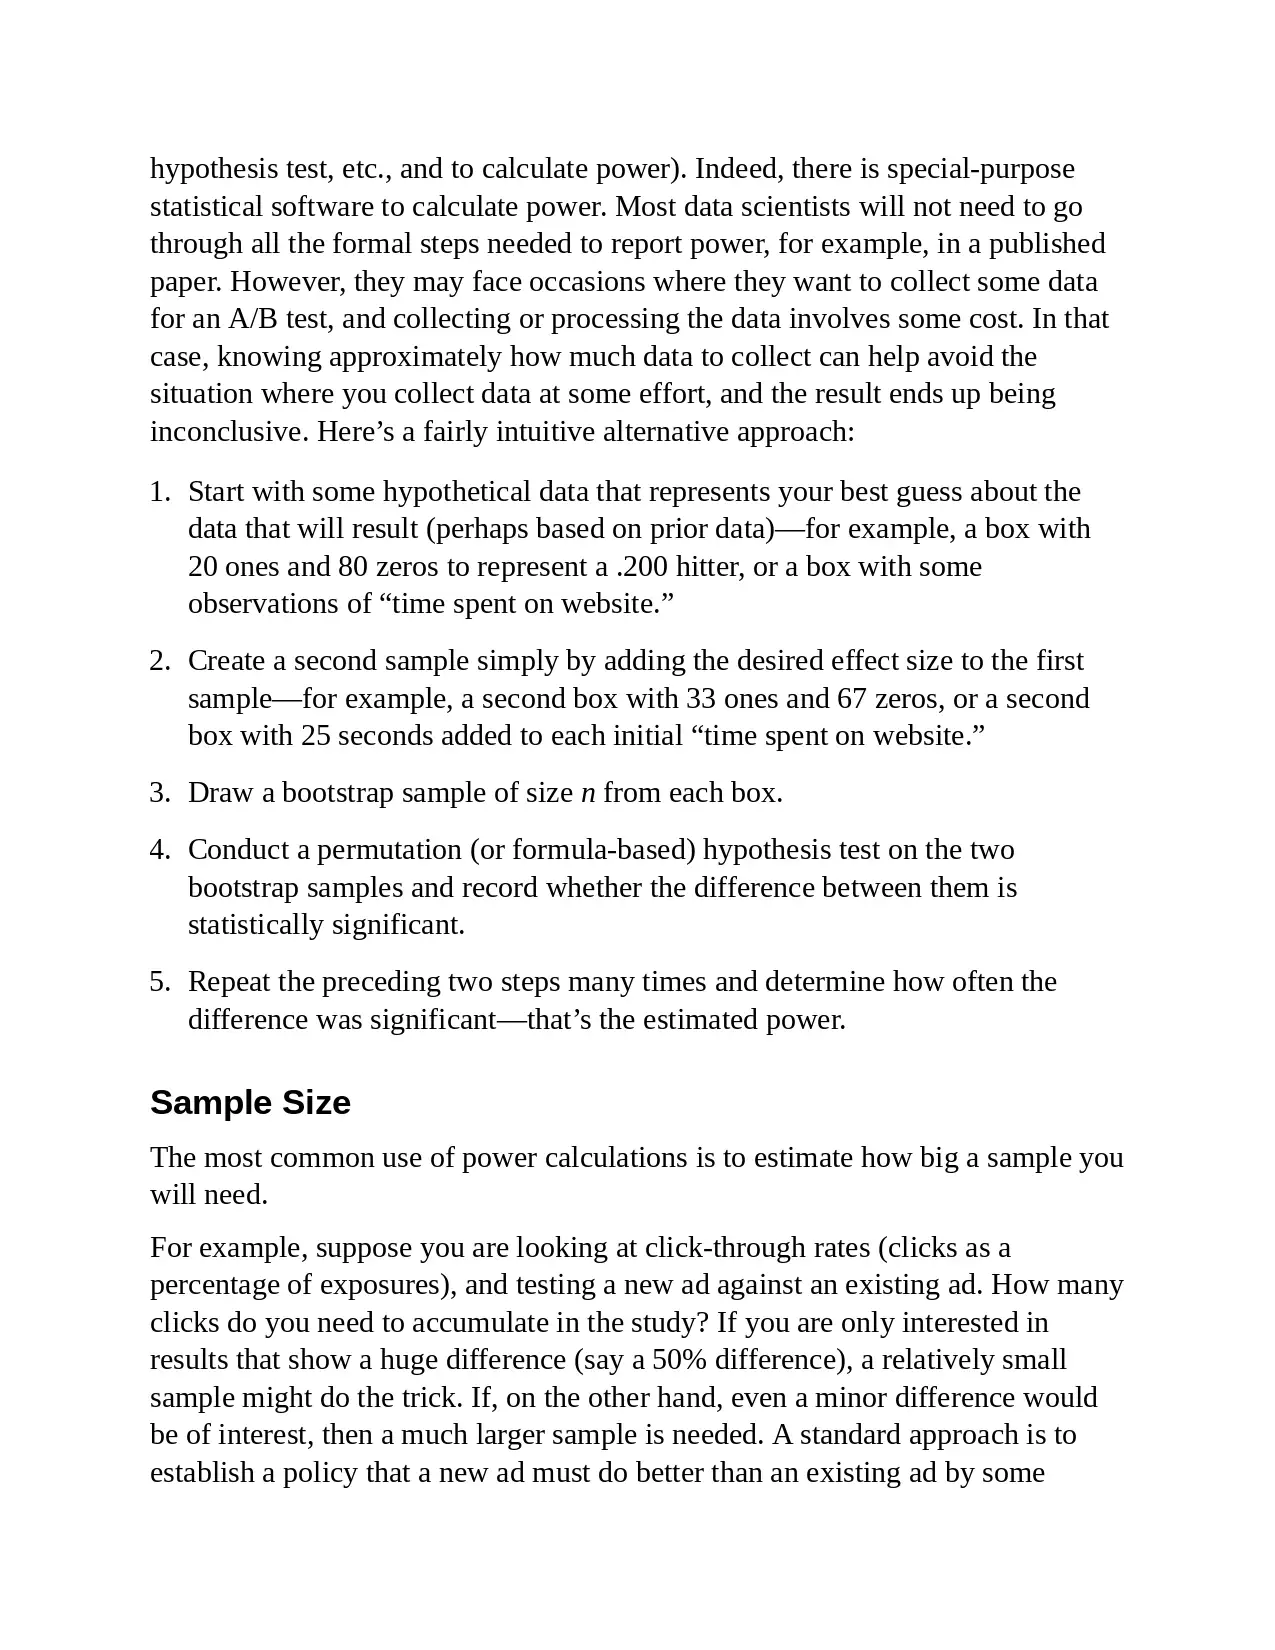 hypothesis test, etc., and to calculate power). Indeed, there is special-purpose
statistical software to calculate power. Most data scientists will not need to go
through all the formal steps needed to report power, for example, in a published
paper. However, they may face occasions where they want to collect some data
for an A/B test, and collecting or processing the data involves some cost. In that
case, knowing approximately how much data to collect can help avoid the
situation where you collect data at some effort, and the result ends up being
inconclusive. Here’s a fairly intuitive alternative approach:
1. Start with some hypothetical data that represents your best guess about the
data that will result (perhaps based on prior data)—for example, a box with
20 ones and 80 zeros to represent a .200 hitter, or a box with some
observations of “time spent on website.”
2. Create a second sample simply by adding the desired effect size to the first
sample—for example, a second box with 33 ones and 67 zeros, or a second
box with 25 seconds added to each initial “time spent on website.”
3. Draw a bootstrap sample of size n from each box.
4. Conduct a permutation (or formula-based) hypothesis test on the two
bootstrap samples and record whether the difference between them is
statistically significant.
5. Repeat the preceding two steps many times and determine how often the
difference was significant—that’s the estimated power.
Sample Size
The most common use of power calculations is to estimate how big a sample you
will need.
For example, suppose you are looking at click-through rates (clicks as a
percentage of exposures), and testing a new ad against an existing ad. How many
clicks do you need to accumulate in the study? If you are only interested in
results that show a huge difference (say a 50% difference), a relatively small
sample might do the trick. If, on the other hand, even a minor difference would
be of interest, then a much larger sample is needed. A standard approach is to
establish a policy that a new ad must do better than an existing ad by some